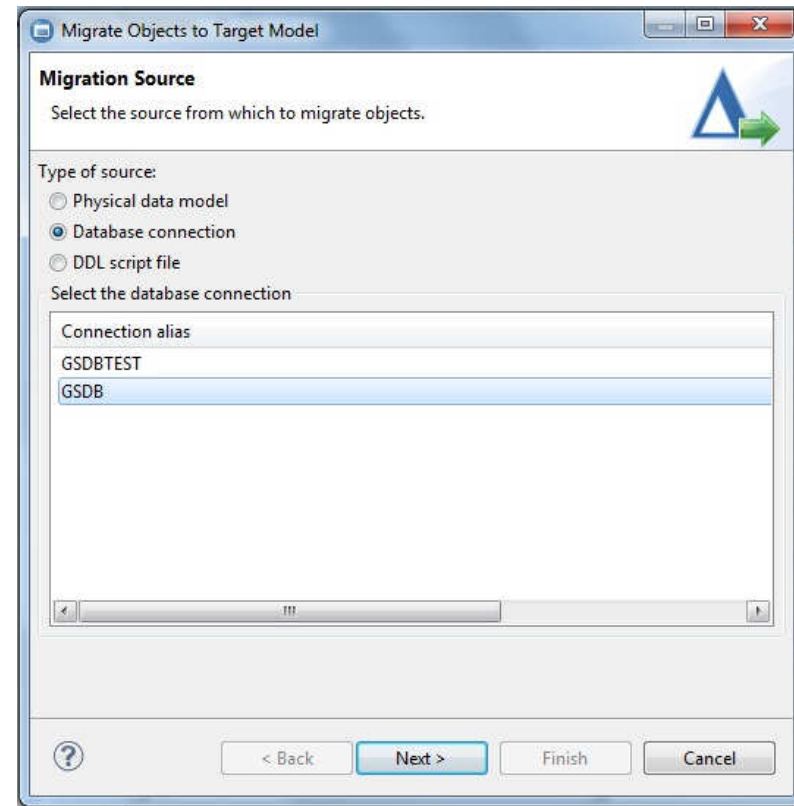 Migrate Objects to Target Model
Migration Source
Select the source from which to migrate objects.
Type of source:
Physical data model
Database connection
DDL script file
Select the database connection
Connection alias
GSDBTEST
GSDB
? < Back Next > Finish Cancel